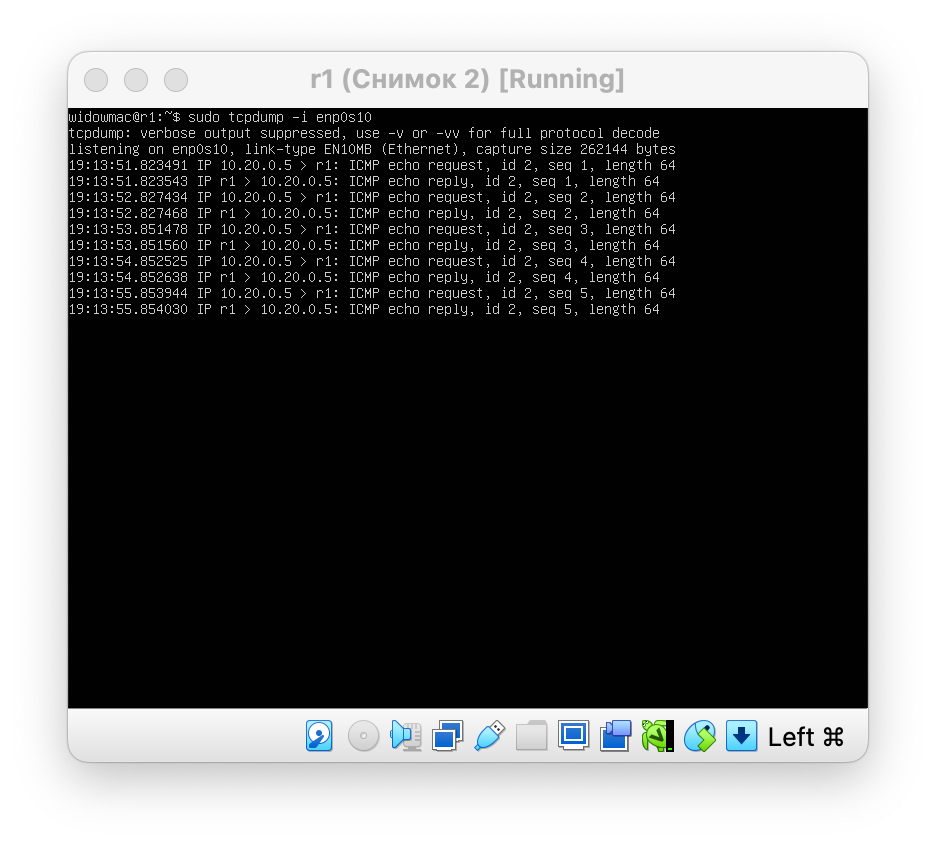 r1 (Снимок 2) [Running]
widowmac@r1:~$ sudo tcpdump -i enp0s10
tcpdump: verbose output suppressed, use -v or -vv for full protocol decode
listening on enp0s10, link-type EN10MB (Ethernet), capture size 262144 bytes
19:13:51.823491 IP 10.20.0.5 > r1: ICMP echo request, id 2, seq 1, length 64
19:13:51.823543 IP r1 > 10.20.0.5: ICMP echo reply, id 2, seq 1, length 64
19:13:52.827434 IP 10.20.0.5 > r1: ICMP echo request, id 2, seq 2, length 64
19:13:52.827468 IP r1 > 10.20.0.5: ICMP echo reply, id 2, seq 2, length 64
19:13:53.851478 IP 10.20.0.5 > r1: ICMP echo request, id 2, seq 3, length 64
19:13:53.851560 IP r1 > 10.20.0.5: ICMP echo reply, id 2, seq 3, length 64
19:13:54.852525 IP 10.20.0.5 > r1: ICMP echo request, id 2, seq 4, length 64
19:13:54.852638 IP r1 > 10.20.0.5: ICMP echo reply, id 2, seq 4, length 64
19:13:55.853944 IP 10.20.0.5 > r1: ICMP echo request, id 2, seq 5, length 64
19:13:55.854030 IP r1 > 10.20.0.5: ICMP echo reply, id 2, seq 5, length 64
Left ⌘